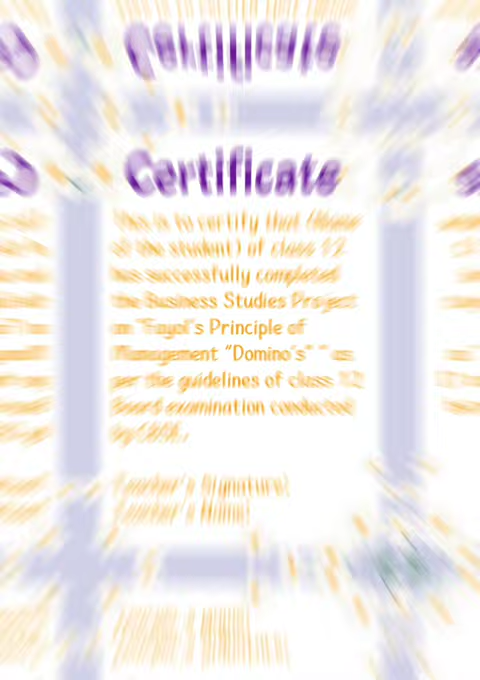 Certificate
This is to certify that (Name
of the student) of class 12
has successfully completed
the Business Studies Project
on "Fayol's Principle of
Management "Domino's" " as
per the guidelines of class 12
board examination conducted
by CBSE.
Teacher's Signature:
Teacher's Name: